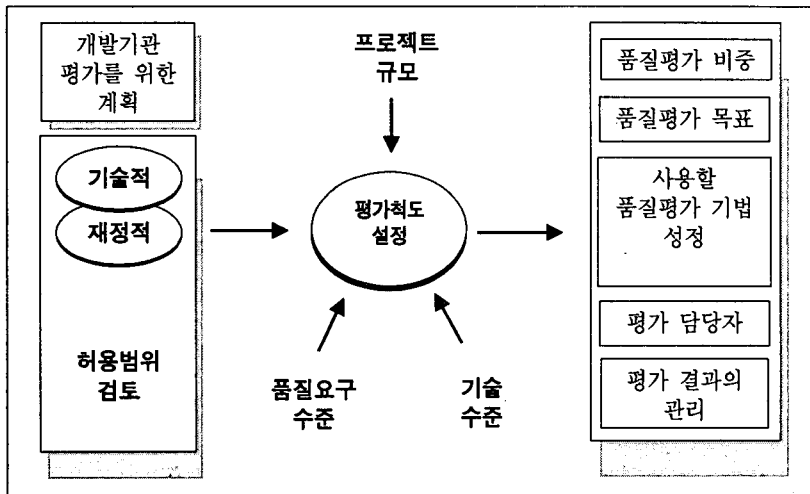 개발기관
평가를 위한
계획
기술적
재정적
허용범위
검토
프로젝트
규모
평가척도
설정
품질요구
수준
기술
수준
품질평가 비중
품질평가 목표
사용할
품질평가 기법
성정
평가 담당자
평가 결과의
관리